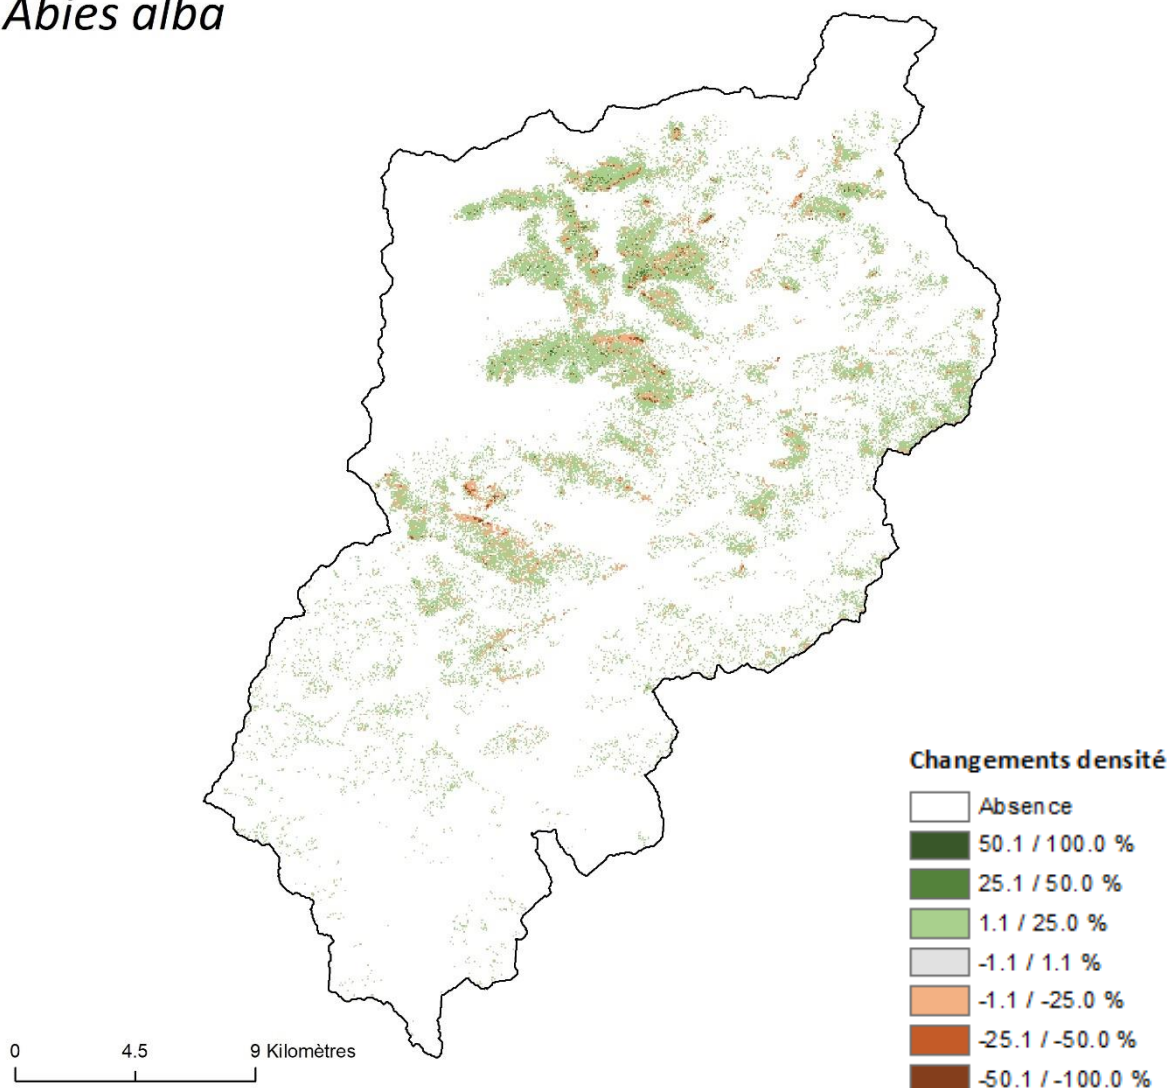 Abies alba
Changements densité
Absence
50.1 / 100.0 %
25.1 / 50.0 %
1.1 / 25.0 %
-1.1 / 1.1 %
-1.1 / -25.0 %
-25.1 / -50.0 %
-50.1 / -100.0 %
0 4.5 9 Kilomètres